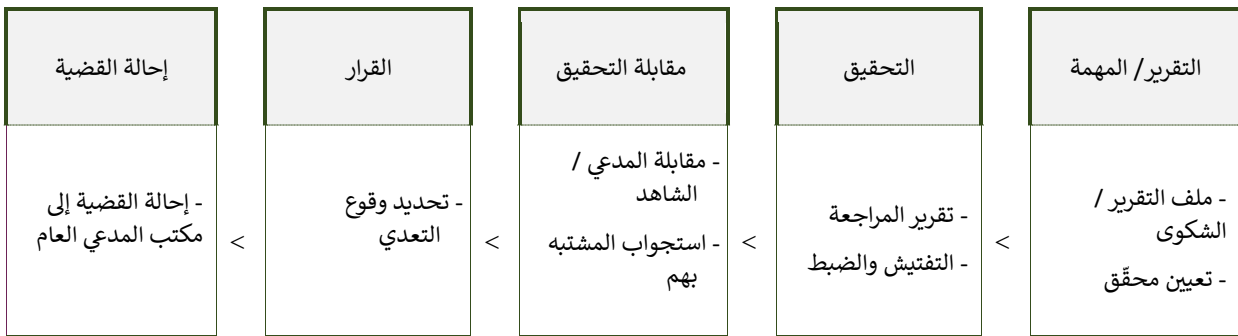 التقرير/ المهمة
- ملف التقرير /
الشكوى
- تعيين محقّق
>
التحقيق
- تقرير المراجعة
- التفتيش والضبط
>
مقابلة التحقيق
- مقابلة المدعي /
الشاهد
- استجواب المشتبه
بهم
>
القرار
- تحديد وقوع
التعدي
>
إحالة القضية
- إحالة القضية إلى
مكتب المدعي العام